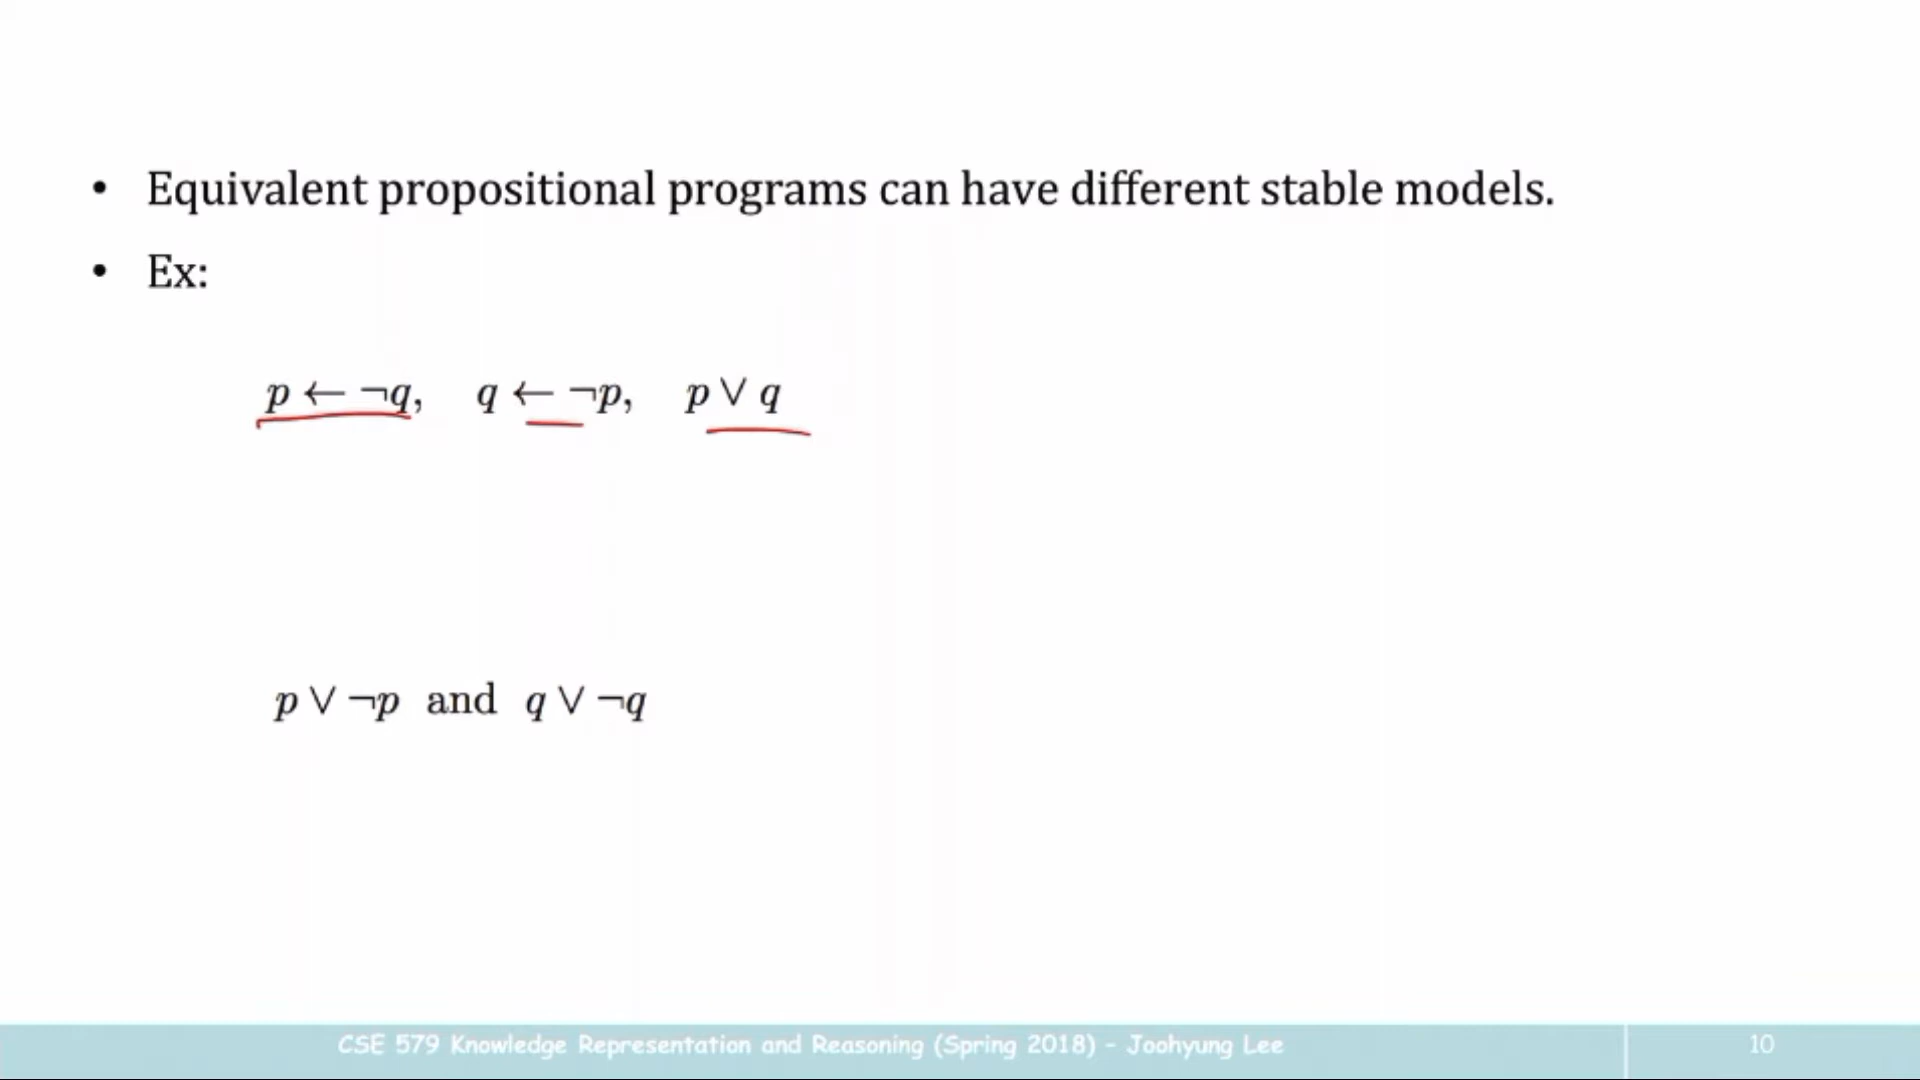 • Equivalent propositional programs can have different stable models.
• Ex:
p ← ¬q, q ← ¬p, p ∨ q
p ∨ ¬p and q ∨ ¬q
CSE 579 Knowledge Representation and Reasoning (Spring 2018) - Joohyung Lee 10